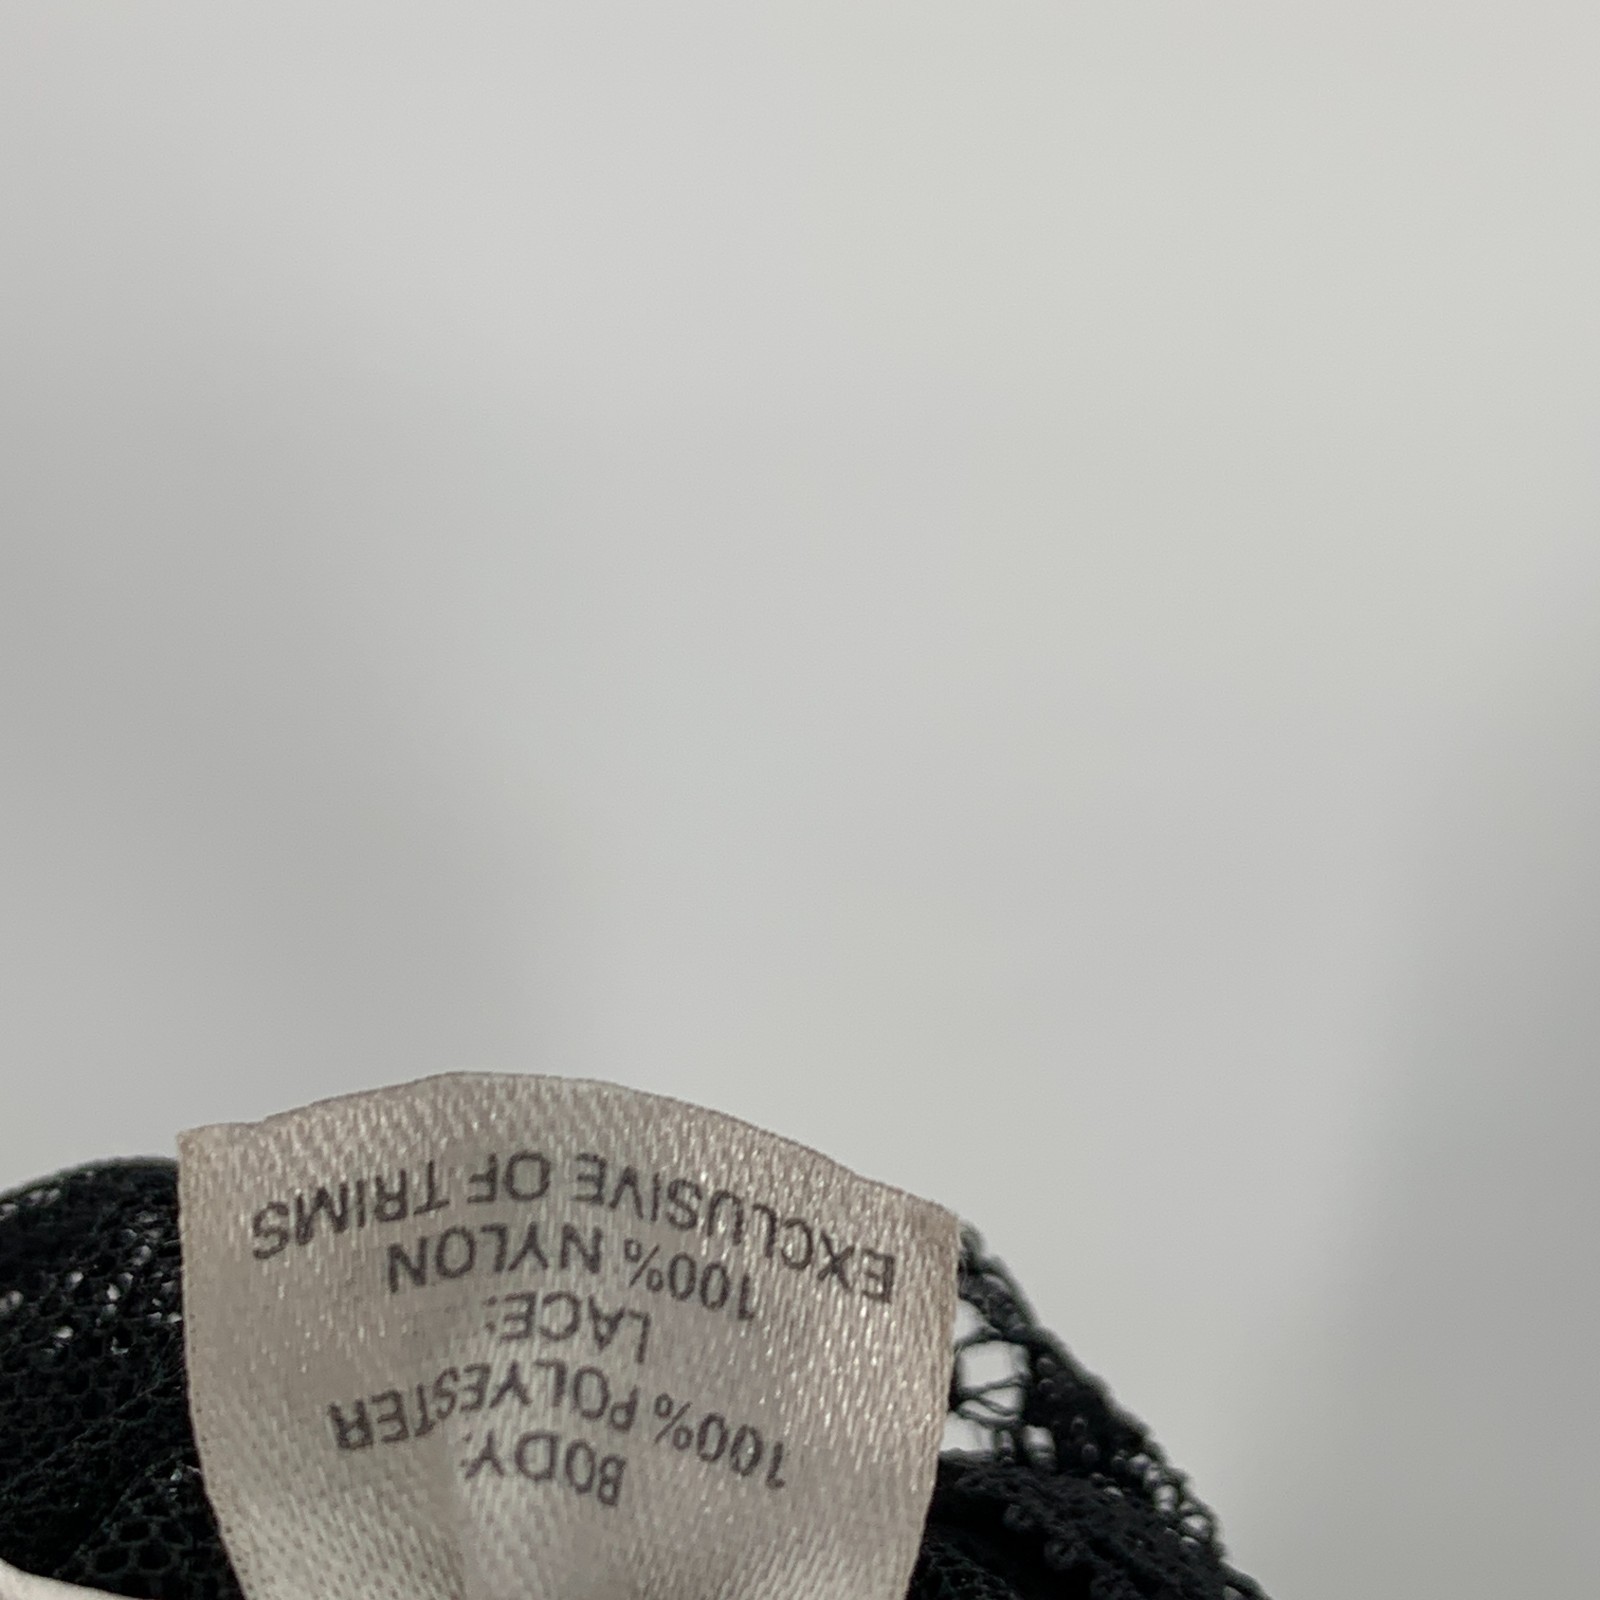 BODY:
100% POLYESTER
LACE:
100% NYLON
EXCLUSIVE OF TRIMS